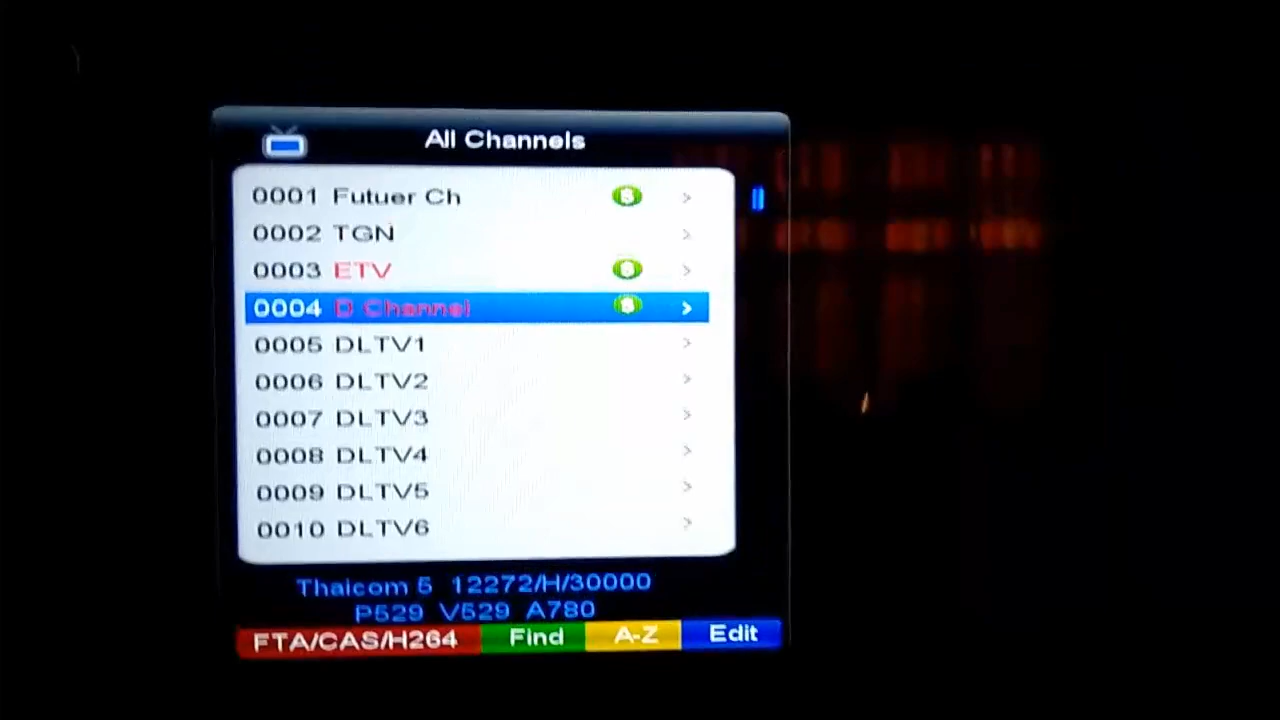 All Channels
0001 Futuer Ch >
0002 TGN >
0003 ETV >
0004 D Channel >
0005 DLTV1 >
0006 DLTV2 >
0007 DLTV3 >
0008 DLTV4 >
0009 DLTV5 >
0010 DLTV6 >
Thaicom 5 12272/H/30000
P529 V529 A780
FTA/CAS/H264 Find A-Z Edit